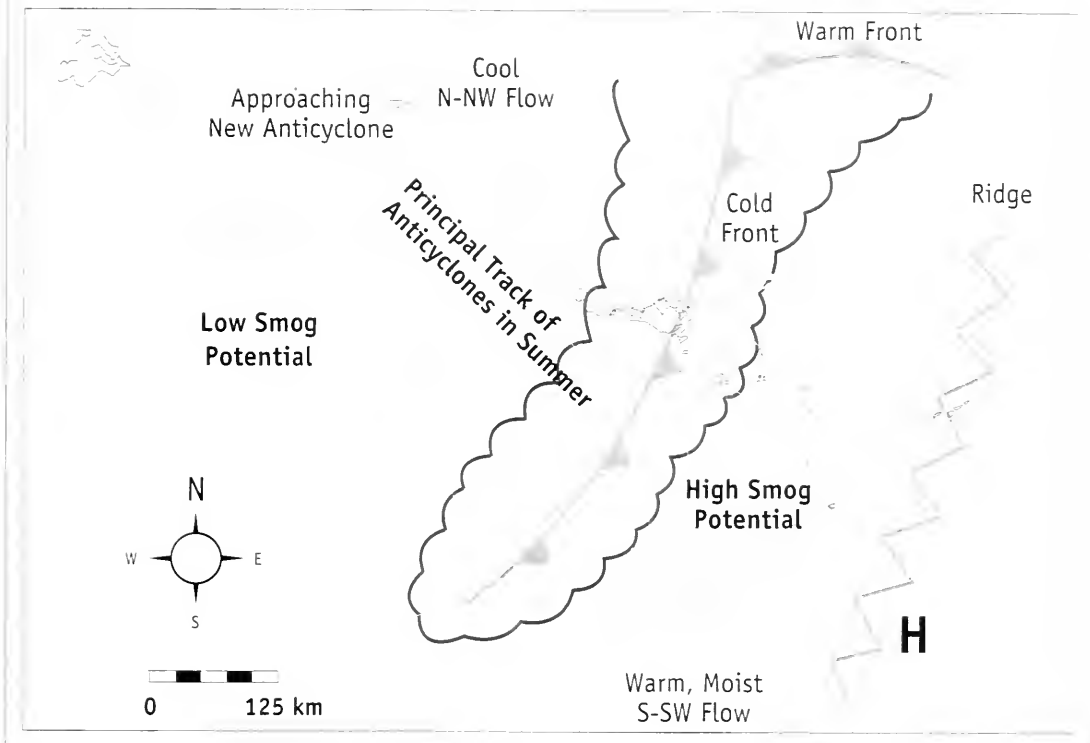 Warm Front
Cool
N-NW Flow
Approaching
New Anticyclone
Ridge
Principal Track of
Anticyclones in Summer
Cold
Front
Low Smog
Potential
High Smog
Potential
N
W
E
S
H
0
125 km
Warm, Moist
S-SW Flow